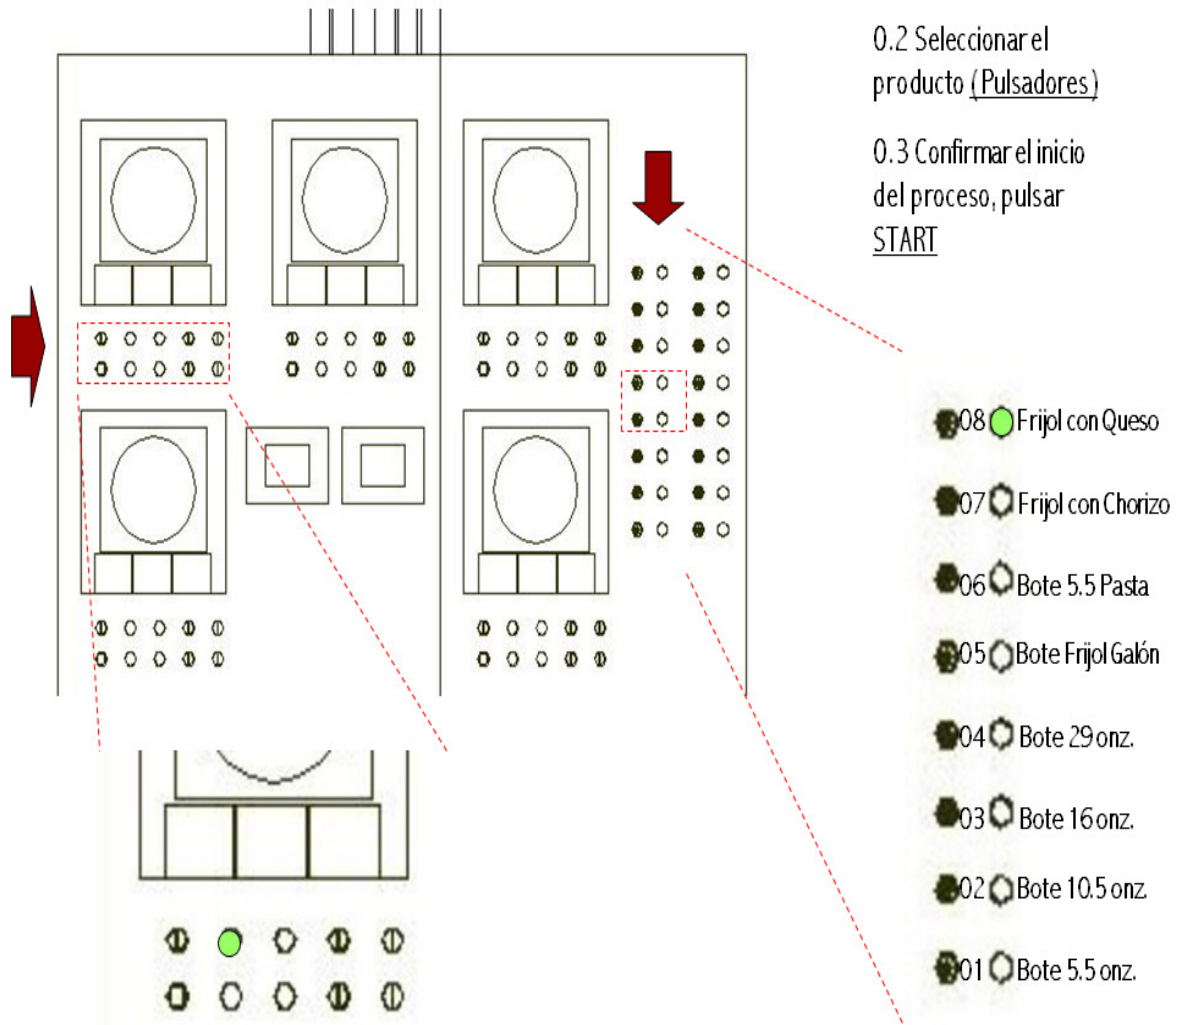 0.2 Seleccionar el
producto (Pulsadores)
0.3 Confirmar el inicio
del proceso, pulsar
START
08 Frijol con Queso
07 Frijol con Chorizo
06 Bote 5.5 Pasta
05 Bote Frijol Galón
04 Bote 29 onz.
03 Bote 16 onz.
02 Bote 10.5 onz.
01 Bote 5.5 onz.